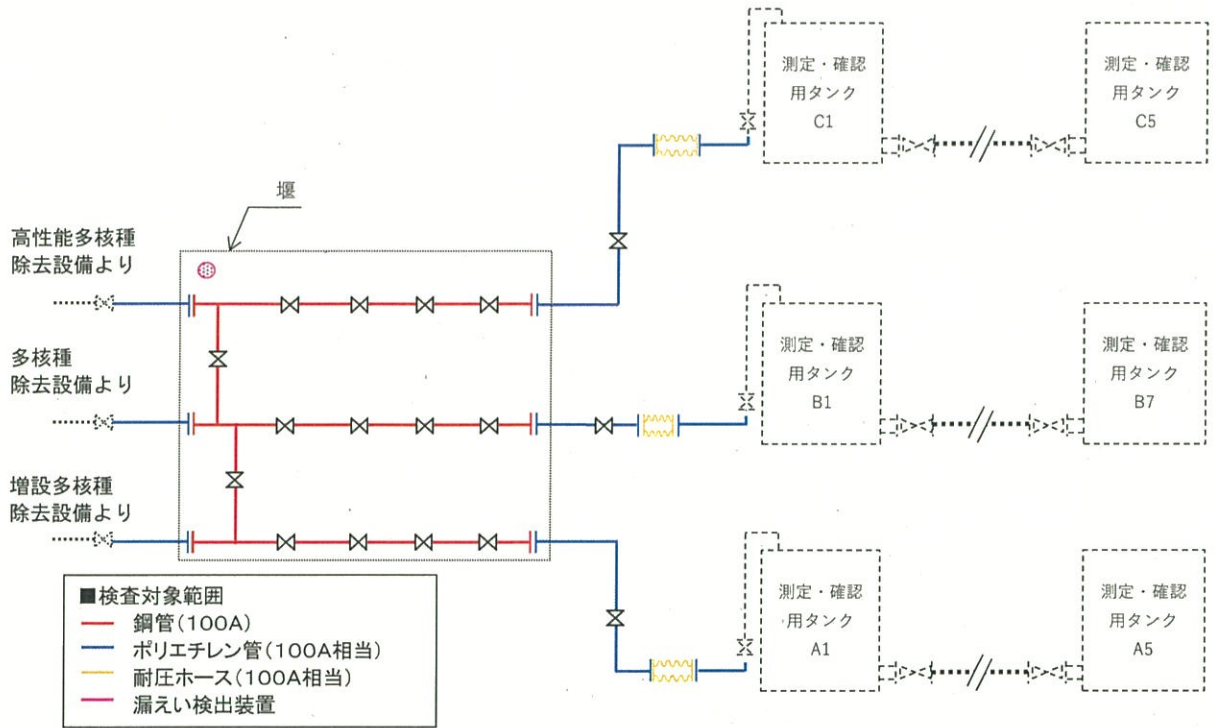 測定・確認
用タンク
C1
測定・確認
用タンク
C5
堰
高性能多核種
除去設備より
測定・確認
用タンク
B1
測定・確認
用タンク
B7
多核種
除去設備より
増設多核種
除去設備より
測定・確認
用タンク
A1
測定・確認
用タンク
A5
■検査対象範囲
鋼管(100A)
ポリエチレン管(100A相当)
耐圧ホース(100A相当)
漏えい検出装置